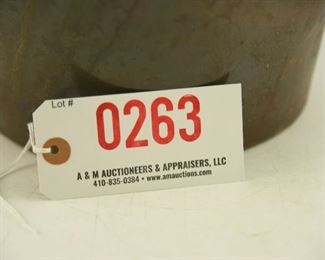 Lot #
0263
A & M AUCTIONEERS & APPRAISERS, LLC
410-835-0384 • www.amauctions.com